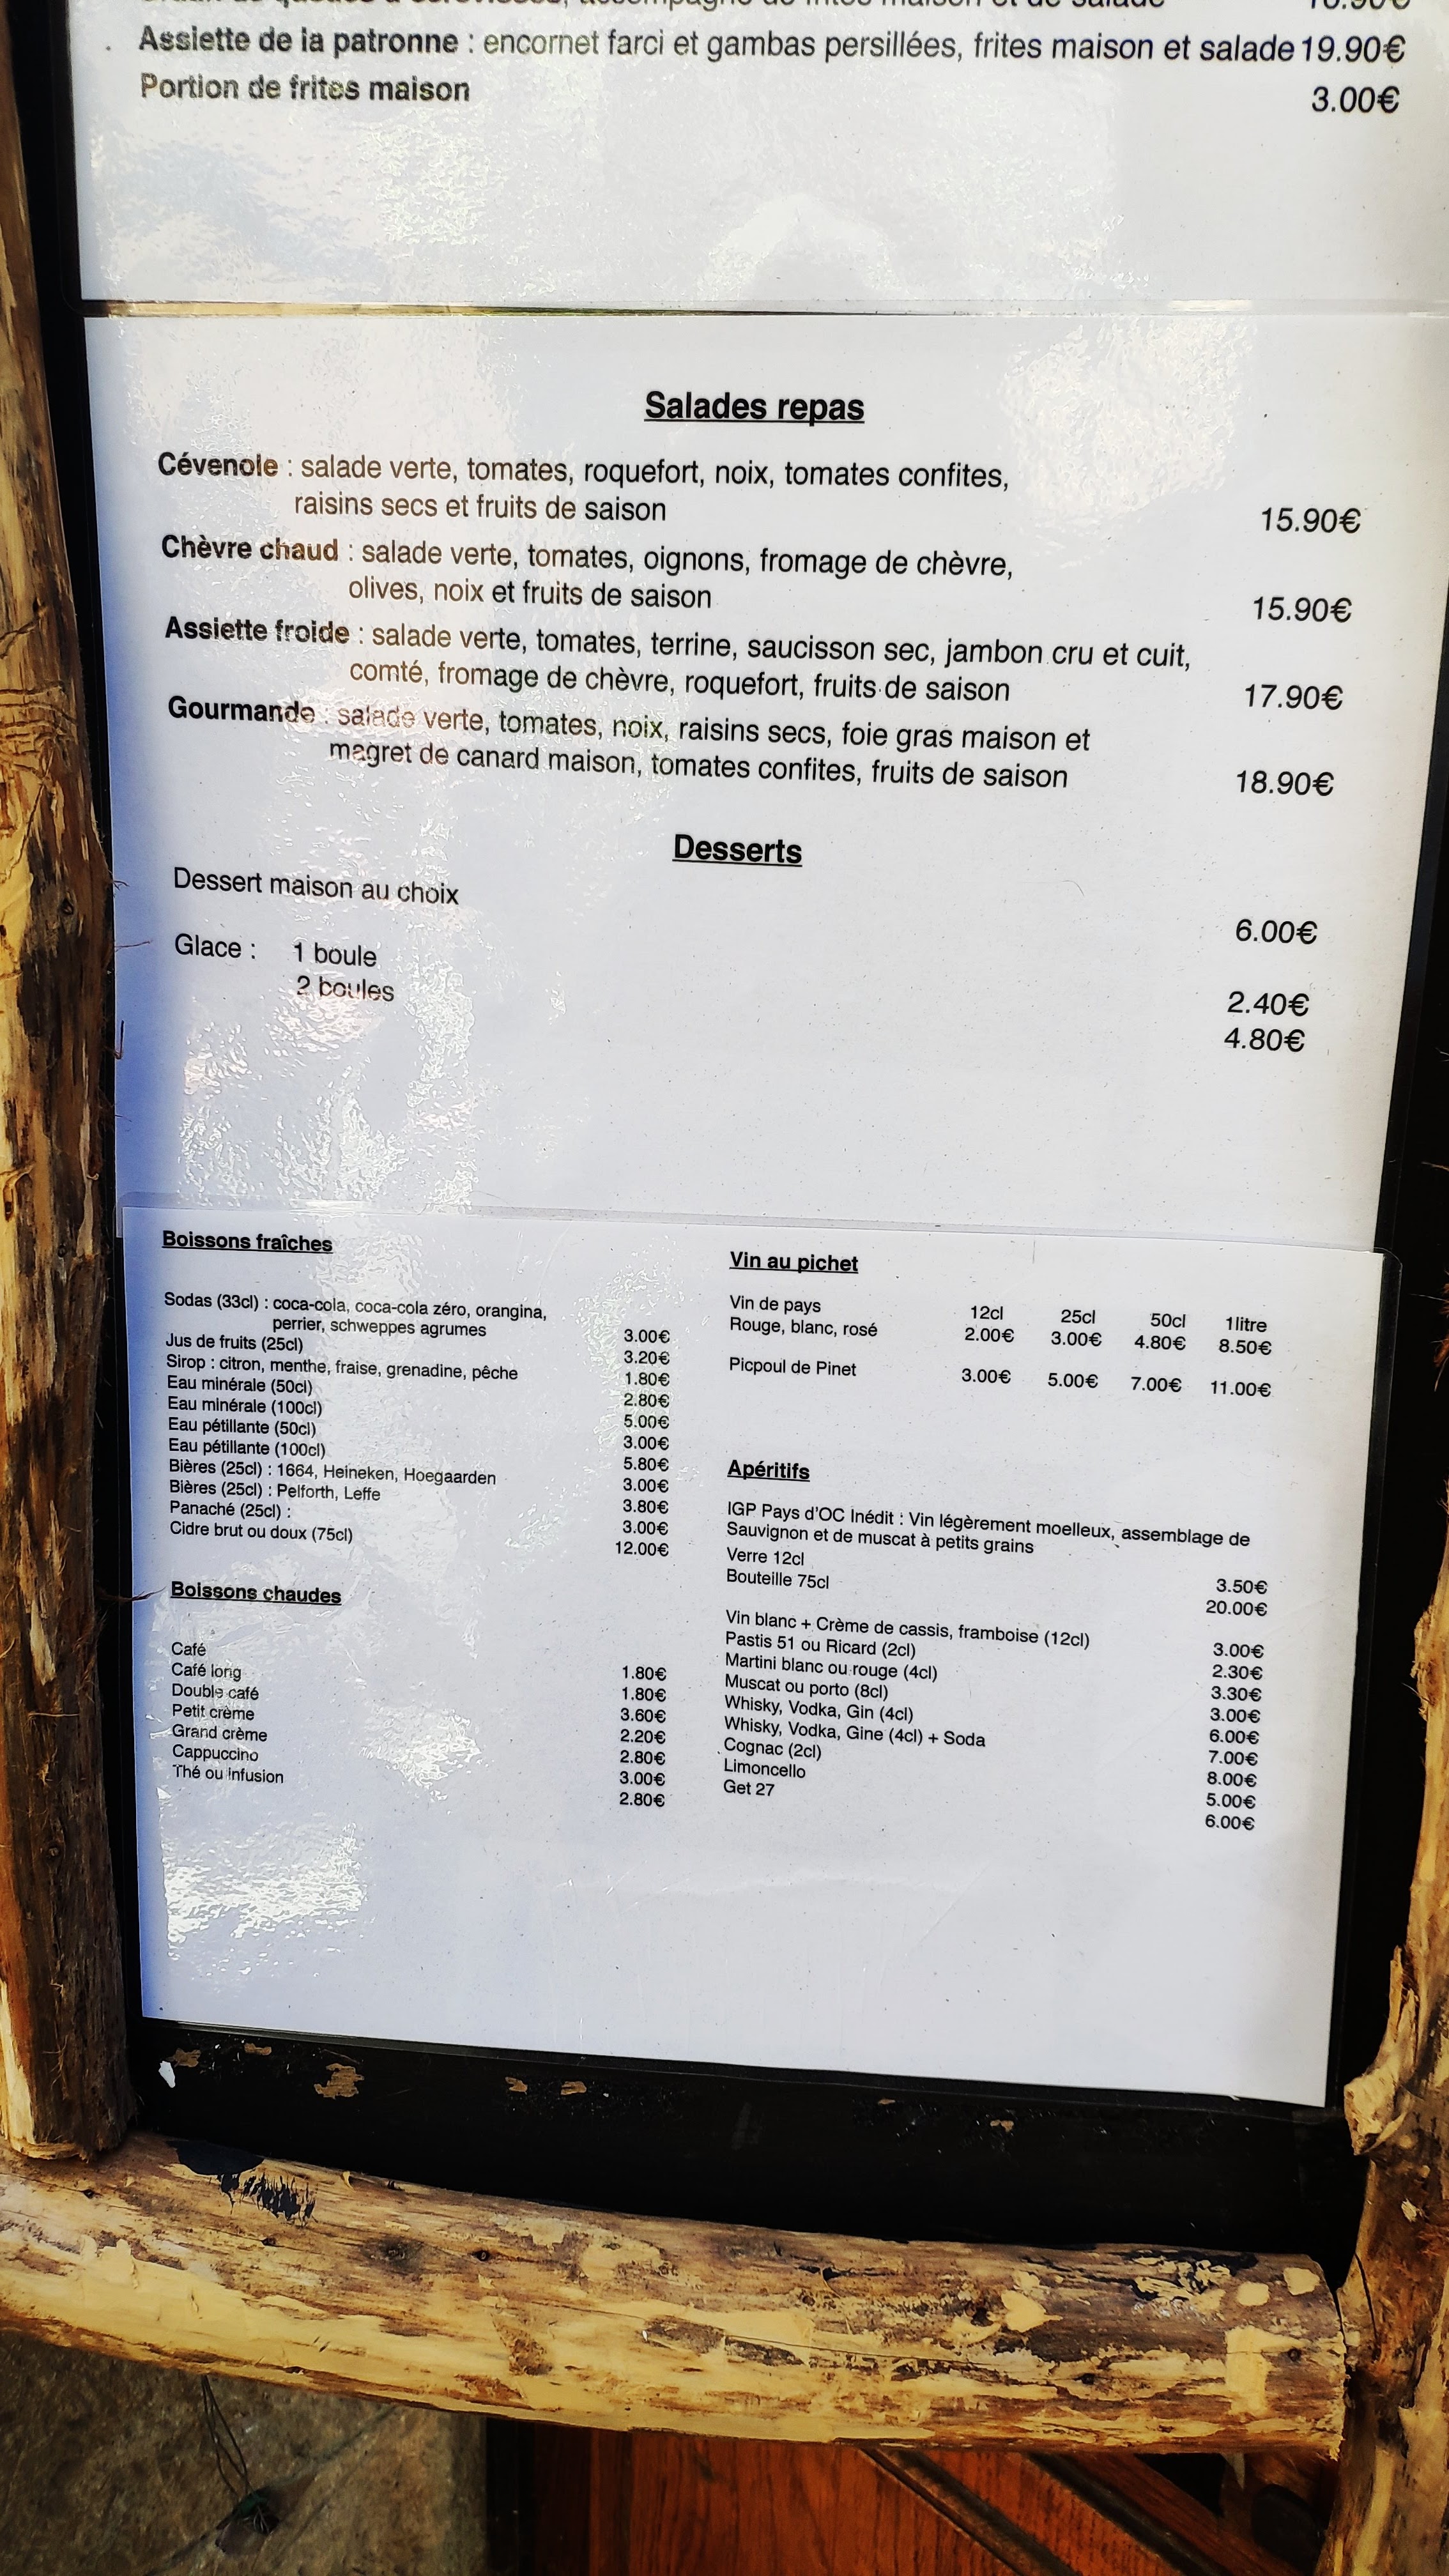 Assiette de la patronne : encornet farci et gambas persillées, frites maison et salade 19.90€
Portion de frites maison 3.00€
Salades repas
Cévenole : salade verte, tomates, roquefort, noix, tomates confites,
raisins secs et fruits de saison 15.90€
Chèvre chaud : salade verte, tomates, oignons, fromage de chèvre,
olives, noix et fruits de saison 15.90€
Assiette froide : salade verte, tomates, terrine, saucisson sec, jambon cru et cuit,
comté, fromage de chèvre, roquefort, fruits de saison 17.90€
Gourmande : salade verte, tomates, noix, raisins secs, foie gras maison et
magret de canard maison, tomates confites, fruits de saison 18.90€
Desserts
Dessert maison au choix 6.00€
Glace : 1 boule 2.40€
2 boules 4.80€
Boissons fraîches
Sodas (33cl) : coca-cola, coca-cola zéro, orangina,
perrier, schweppes agrumes 3.00€
Jus de fruits (25cl) 3.20€
Sirop : citron, menthe, fraise, grenadine, pêche 1.80€
Eau minérale (50cl) 2.80€
Eau minérale (100cl) 5.00€
Eau pétillante (50cl) 3.00€
Eau pétillante (100cl) 5.80€
Bières (25cl) : 1664, Heineken, Hoegaarden 3.00€
Bières (25cl) : Pelforth, Leffe 3.80€
Panaché (25cl) : 3.00€
Cidre brut ou doux (75cl) 12.00€
Boissons chaudes
Café 1.80€
Café long 1.80€
Double café 3.60€
Petit crème 2.20€
Grand crème 2.80€
Cappuccino 3.00€
Thé ou Infusion 2.80€
Vin au pichet
Vin de pays 12cl 25cl 50cl 1litre
Rouge, blanc, rosé 2.00€ 3.00€ 4.80€ 8.50€
Picpoul de Pinet 3.00€ 5.00€ 7.00€ 11.00€
Apéritifs
IGP Pays d'OC Inédit : Vin légèrement moelleux, assemblage de
Sauvignon et de muscat à petits grains
Verre 12cl 3.50€
Bouteille 75cl 20.00€
Vin blanc + Crème de cassis, framboise (12cl) 3.00€
Pastis 51 ou Ricard (2cl) 2.30€
Martini blanc ou rouge (4cl) 3.30€
Muscat ou porto (8cl) 3.00€
Whisky, Vodka, Gin (4cl) 6.00€
Whisky, Vodka, Gine (4cl) + Soda 7.00€
Cognac (2cl) 8.00€
Limoncello 5.00€
Get 27 6.00€